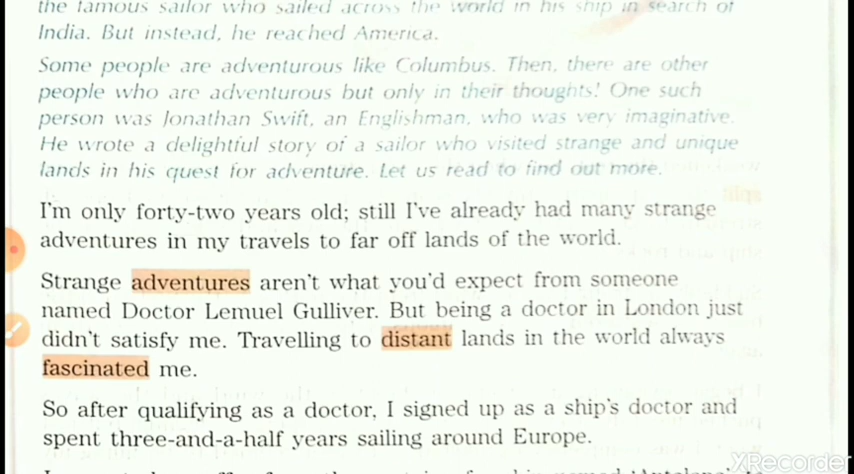 the famous sailor who sailed across the world in his ship in search of
India. But instead, he reached America.
Some people are adventurous like Columbus. Then, there are other
people who are adventurous but only in their thoughts! One such
person was Jonathan Swift, an Englishman, who was very imaginative.
He wrote a delightful story of a sailor who visited strange and unique
lands in his quest for adventure. Let us read to find out more.
I'm only forty-two years old; still I've already had many strange
adventures in my travels to far off lands of the world.
Strange adventures aren't what you'd expect from someone
named Doctor Lemuel Gulliver. But being a doctor in London just
didn't satisfy me. Travelling to distant lands in the world always
fascinated me.
So after qualifying as a doctor, I signed up as a ship's doctor and
spent three-and-a-half years sailing around Europe.
XRecorder